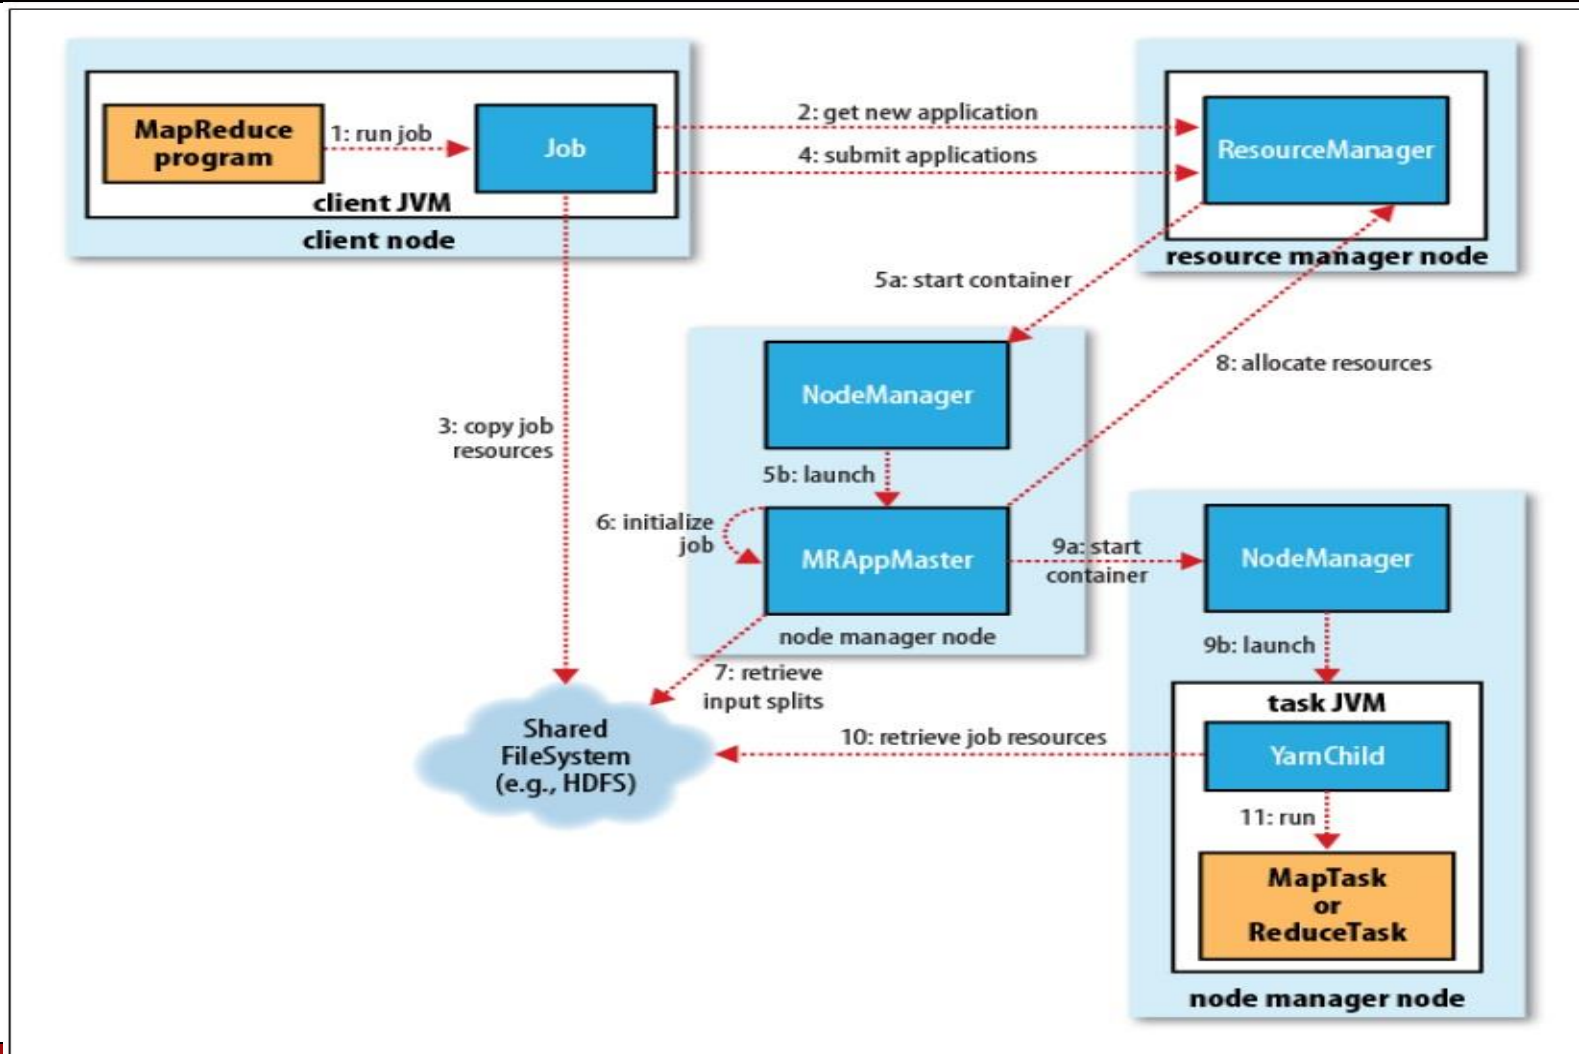 MapReduce
program
1: run job
Job
client JVM
client node
2: get new application
4: submit applications
ResourceManager
resource manager node
5a: start container
8: allocate resources
3: copy job
resources
NodeManager
5b: launch
6: initialize
job
MRAppMaster
node manager node
9a: start
container
NodeManager
9b: launch
7: retrieve
input splits
Shared
FileSystem
(e.g., HDFS)
10: retrieve job resources
task JVM
YarnChild
11: run
MapTask
or
ReduceTask
node manager node